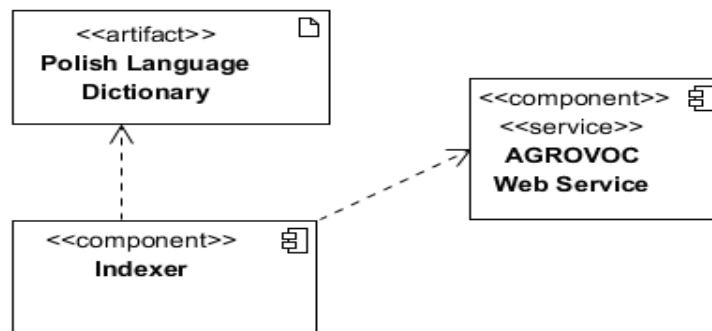 <<artifact>>
Polish Language
Dictionary
<<component>>
<<service>>
AGROVOC
Web Service
<<component>>
Indexer